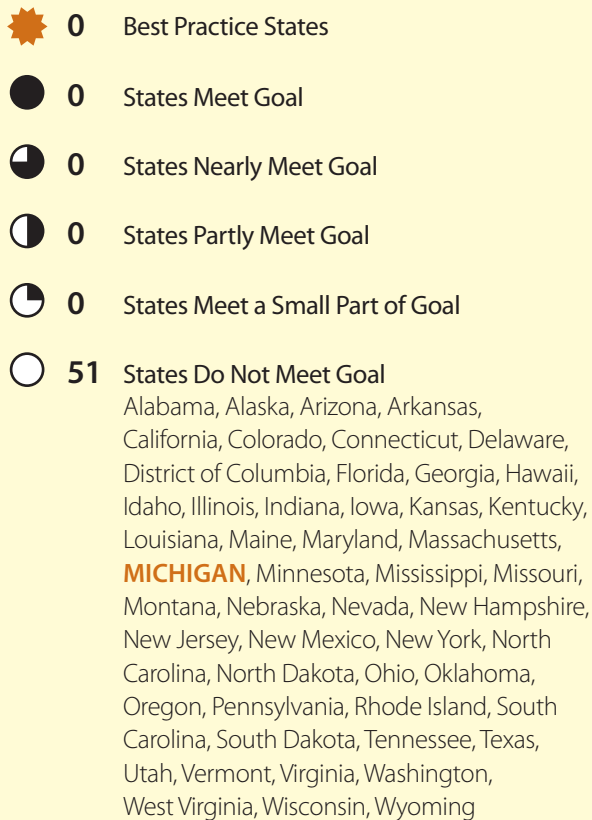 0 Best Practice States
0 States Meet Goal
0 States Nearly Meet Goal
0 States Partly Meet Goal
0 States Meet a Small Part of Goal
51 States Do Not Meet Goal
Alabama, Alaska, Arizona, Arkansas,
California, Colorado, Connecticut, Delaware,
District of Columbia, Florida, Georgia, Hawaii,
Idaho, Illinois, Indiana, Iowa, Kansas, Kentucky,
Louisiana, Maine, Maryland, Massachusetts,
MICHIGAN, Minnesota, Mississippi, Missouri,
Montana, Nebraska, Nevada, New Hampshire,
New Jersey, New Mexico, New York, North
Carolina, North Dakota, Ohio, Oklahoma,
Oregon, Pennsylvania, Rhode Island, South
Carolina, South Dakota, Tennessee, Texas,
Utah, Vermont, Virginia, Washington,
West Virginia, Wisconsin, Wyoming